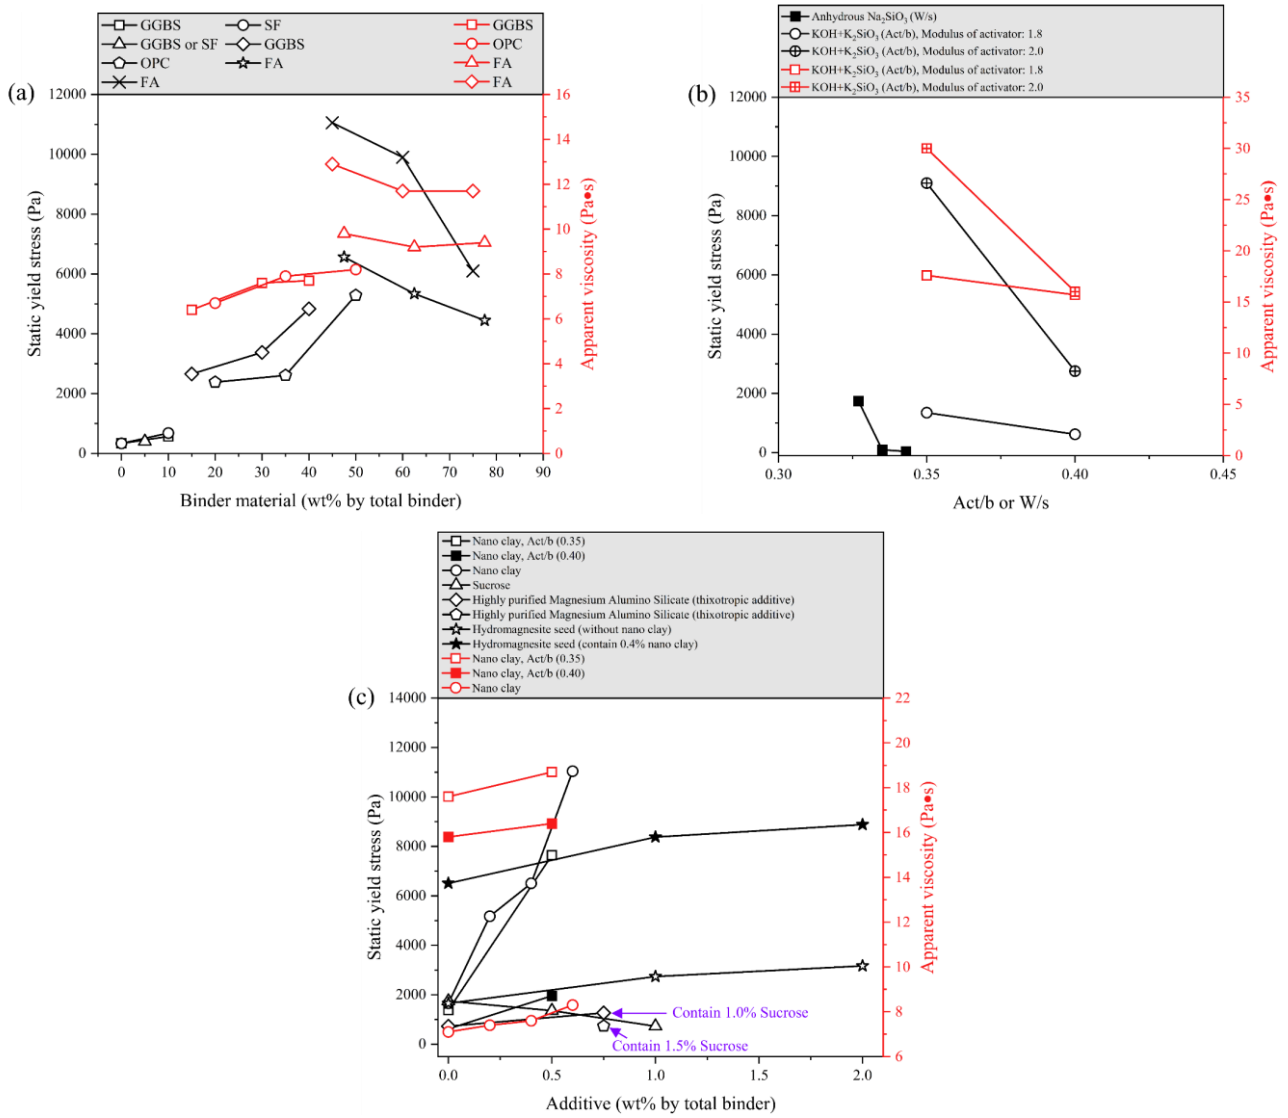 (a)
GGBS
SF
GGBS
GGBS or SF
GGBS
OPC
OPC
FA
FA
FA
FA
12000
10000
8000
6000
4000
2000
0
Static yield stress (Pa)
16
14
12
10
8
6
4
2
0
Apparent viscosity (Pa•s)
0 10 20 30 40 50 60 70 80 90
Binder material (wt% by total binder)
(b)
Anhydrous Na₂SiO₃ (W/s)
KOH+K₂SiO₃ (Act/b), Modulus of activator: 1.8
KOH+K₂SiO₃ (Act/b), Modulus of activator: 2.0
KOH+K₂SiO₃ (Act/b), Modulus of activator: 1.8
KOH+K₂SiO₃ (Act/b), Modulus of activator: 2.0
12000
10000
8000
6000
4000
2000
0
Static yield stress (Pa)
35
30
25
20
15
10
5
0
Apparent viscosity (Pa•s)
0.30 0.35 0.40 0.45
Act/b or W/s
(c)
Nano clay, Act/b (0.35)
Nano clay, Act/b (0.40)
Nano clay
Sucrose
Highly purified Magnesium Alumino Silicate (thixotropic additive)
Highly purified Magnesium Alumino Silicate (thixotropic additive)
Hydromagnesite seed (without nano clay)
Hydromagnesite seed (contain 0.4% nano clay)
Nano clay, Act/b (0.35)
Nano clay, Act/b (0.40)
Nano clay
14000
12000
10000
8000
6000
4000
2000
0
Static yield stress (Pa)
22
20
18
16
14
12
10
8
6
Apparent viscosity (Pa•s)
Contain 1.0% Sucrose
Contain 1.5% Sucrose
0.0 0.5 1.0 1.5 2.0
Additive (wt% by total binder)